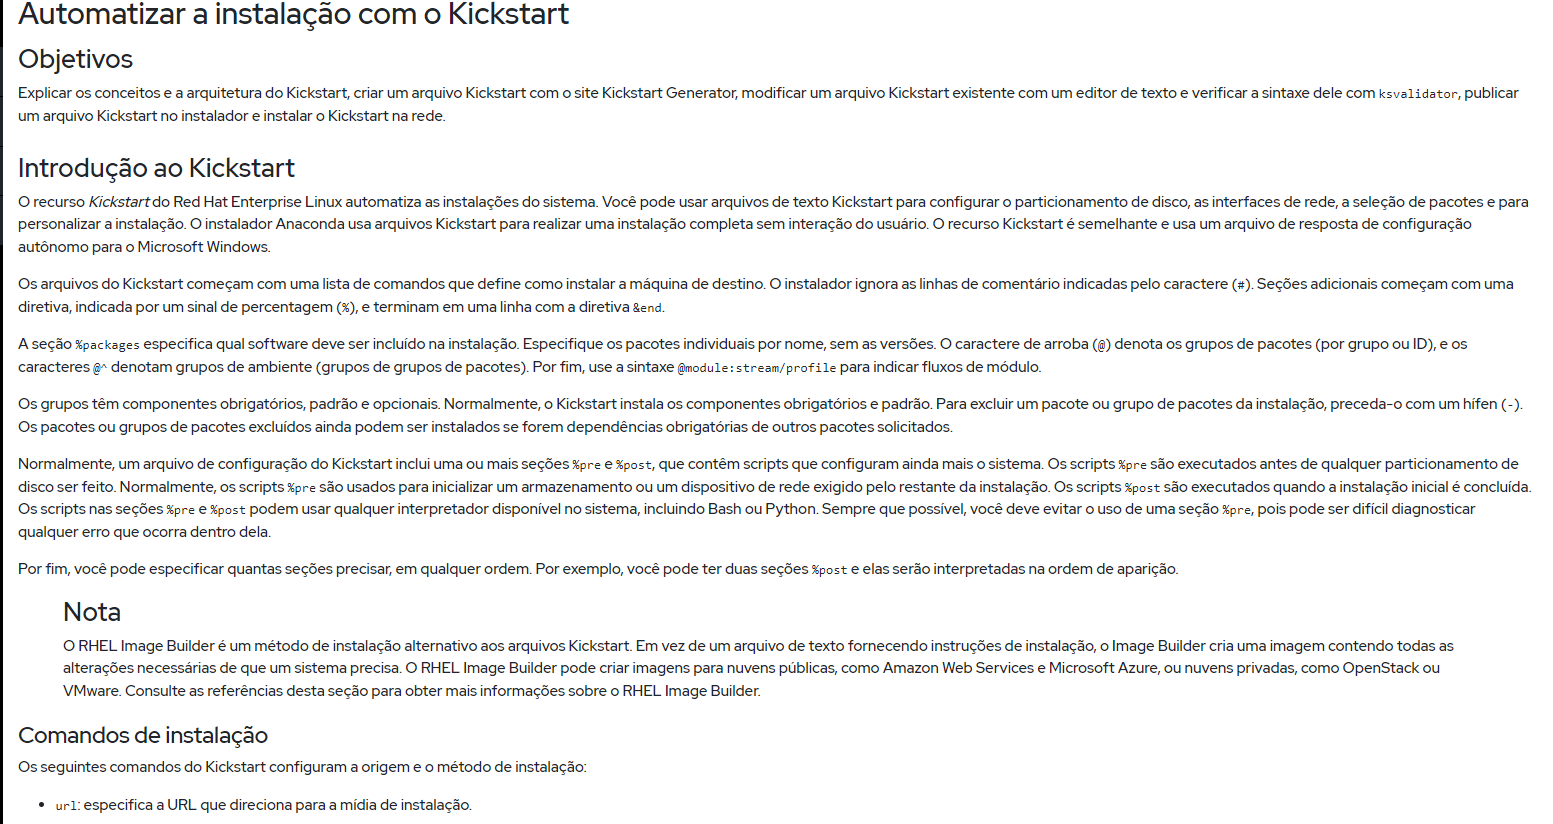 Automatizar a instalação com o Kickstart
Objetivos
Explicar os conceitos e a arquitetura do Kickstart, criar um arquivo Kickstart com o site Kickstart Generator, modificar um arquivo Kickstart existente com um editor de texto e verificar a sintaxe dele com ksvalidator, publicar
um arquivo Kickstart no instalador e instalar o Kickstart na rede.
Introdução ao Kickstart
O recurso Kickstart do Red Hat Enterprise Linux automatiza as instalações do sistema. Você pode usar arquivos de texto Kickstart para configurar o particionamento de disco, as interfaces de rede, a seleção de pacotes e para
personalizar a instalação. O instalador Anaconda usa arquivos Kickstart para realizar uma instalação completa sem interação do usuário. O recurso Kickstart é semelhante e usa um arquivo de resposta de configuração
autônomo para o Microsoft Windows.
Os arquivos do Kickstart começam com uma lista de comandos que define como instalar a máquina de destino. O instalador ignora as linhas de comentário indicadas pelo caractere (#). Seções adicionais começam com uma
diretiva, indicada por um sinal de percentagem (%), e terminam em uma linha com a diretiva &end.
A seção %packages especifica qual software deve ser incluído na instalação. Especifique os pacotes individuais por nome, sem as versões. O caractere de arroba (@) denota os grupos de pacotes (por grupo ou ID), e os
caracteres @^ denotam grupos de ambiente (grupos de grupos de pacotes). Por fim, use a sintaxe @module:stream/profile para indicar fluxos de módulo.
Os grupos têm componentes obrigatórios, padrão e opcionais. Normalmente, o Kickstart instala os componentes obrigatórios e padrão. Para excluir um pacote ou grupo de pacotes da instalação, preceda-o com um hífen (-).
Os pacotes ou grupos de pacotes excluídos ainda podem ser instalados se forem dependências obrigatórias de outros pacotes solicitados.
Normalmente, um arquivo de configuração do Kickstart inclui uma ou mais seções %pre e %post, que contêm scripts que configuram ainda mais o sistema. Os scripts %pre são executados antes de qualquer particionamento de
disco ser feito. Normalmente, os scripts %pre são usados para inicializar um armazenamento ou um dispositivo de rede exigido pelo restante da instalação. Os scripts %post são executados quando a instalação inicial é concluída.
Os scripts nas seções %pre e %post podem usar qualquer interpretador disponível no sistema, incluindo Bash ou Python. Sempre que possível, você deve evitar o uso de uma seção %pre, pois pode ser difícil diagnosticar
qualquer erro que ocorra dentro dela.
Por fim, você pode especificar quantas seções precisar, em qualquer ordem. Por exemplo, você pode ter duas seções %post e elas serão interpretadas na ordem de aparição.
Nota
O RHEL Image Builder é um método de instalação alternativo aos arquivos Kickstart. Em vez de um arquivo de texto fornecendo instruções de instalação, o Image Builder cria uma imagem contendo todas as
alterações necessárias de que um sistema precisa. O RHEL Image Builder pode criar imagens para nuvens públicas, como Amazon Web Services e Microsoft Azure, ou nuvens privadas, como OpenStack ou
VMware. Consulte as referências desta seção para obter mais informações sobre o RHEL Image Builder.
Comandos de instalação
Os seguintes comandos do Kickstart configuram a origem e o método de instalação:
• url: especifica a URL que direciona para a mídia de instalação.